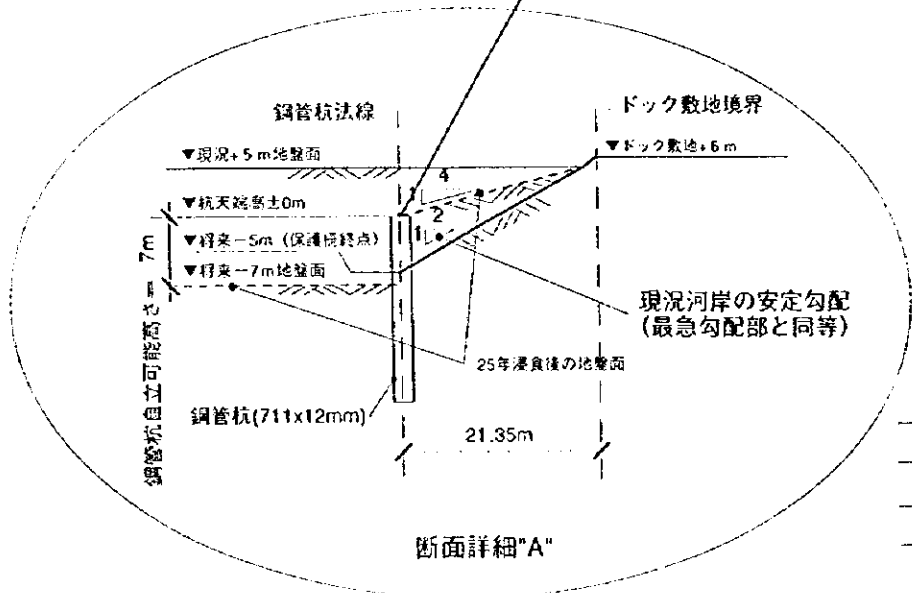 鋼管杭法線
ドック敷地境界
▼現況+5m地盤面
▼ドック敷地+6m
1
4
▼杭天端高±0m
2
1
▼将来-5m(保護桁終点)
▼将来-7m地盤面
鋼管杭自立可能高さ= 7m
現況河岸の安定勾配
(最急勾配部と同等)
25年浸食後の地盤面
鋼管杭(711x12mm)
21.35m
断面詳細"A"